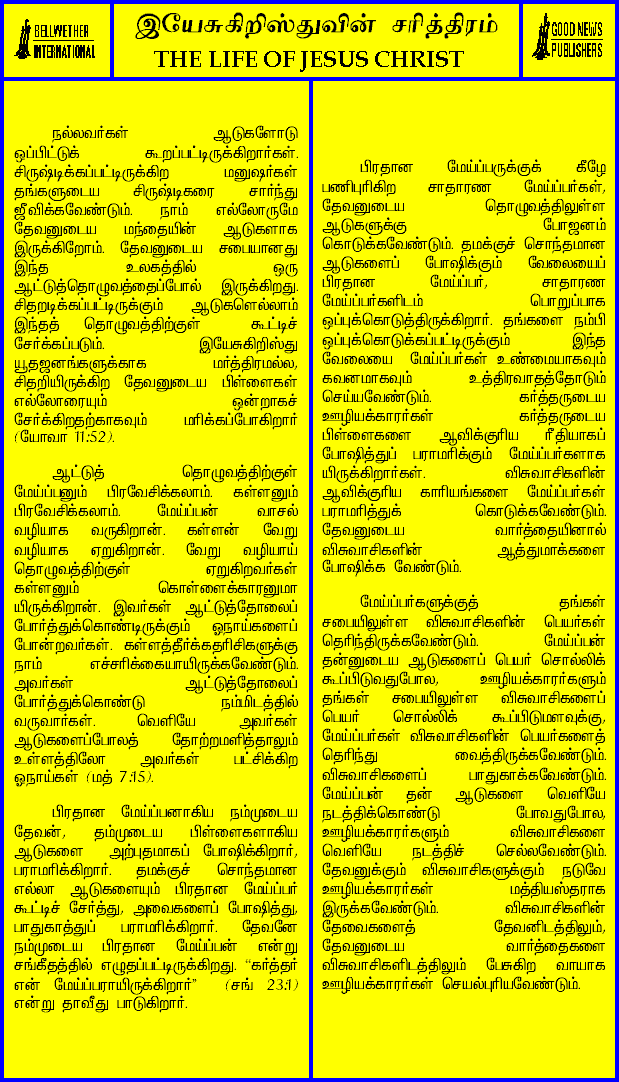 BELLWETHER
INTERNATIONAL
இயேசுகிறிஸ்துவின் சரித்திரம்
THE LIFE OF JESUS CHRIST
GOOD NEWS
PUBLISHERS
நல்லவர்கள் ஆடுகளோடு
ஒப்பிட்டுக் கூறப்பட்டிருக்கிறார்கள்.
சிருஷ்டிக்கப்பட்டிருக்கிற மனுஷர்கள்
தங்களுடைய சிருஷ்டிகரை சார்ந்து
ஜீவிக்கவேண்டும். நாம் எல்லோருமே
தேவனுடைய மந்தையின் ஆடுகளாக
இருக்கிறோம். தேவனுடைய சபையானது
இந்த உலகத்தில் ஒரு
ஆட்டுத்தொழுவத்தைப்போல் இருக்கிறது.
சிதறடிக்கப்பட்டிருக்கும் ஆடுகளெல்லாம்
இந்தத் தொழுவத்திற்குள் கூட்டிச்
சேர்க்கப்படும். இயேசுகிறிஸ்து
யூதஜனங்களுக்காக மார்த்திரமல்ல,
சிதறியிருக்கிற தேவனுடைய பிள்ளைகள்
எல்லோரையும் ஒன்றாகச்
சேர்க்கிறதற்காகவும் மரிக்கப்போகிறார்
(யோவா 11:52).
ஆட்டுத் தொழுவத்திற்குள்
மேய்ப்பனும் பிரவேசிக்கலாம். கள்ளனும்
பிரவேசிக்கலாம். மேய்ப்பன் வாசல்
வழியாக வருகிறான். கள்ளன் வேறு
வழியாக ஏறுகிறான். வேறு வழியாய்
தொழுவத்திற்குள் ஏறுகிறவர்கள்
கள்ளனும் கொள்ளைக்காரனுமா
யிருக்கிறான். இவர்கள் ஆட்டுத்தோலைப்
போர்த்துக்கொண்டிருக்கும் ஓநாய்களைப்
போன்றவர்கள். கள்ளத்தீர்க்கதரிசிகளுக்கு
நாம் எச்சரிக்கையாயிருக்கவேண்டும்.
அவர்கள் ஆட்டுத்தோலைப்
போர்த்துக்கொண்டு நம்மிடத்தில்
வருவார்கள். வெளியே அவர்கள்
ஆடுகளைப்போலத் தோற்றமளித்தாலும்
உள்ளத்திலோ அவர்கள் பட்சிக்கிற
ஓநாய்கள் (மத் 7:15).
பிரதான மேய்ப்பனாகிய நம்முடைய
தேவன், தம்முடைய பிள்ளைகளாகிய
ஆடுகளை அற்புதமாகப் போஷிக்கிறார்,
பராமரிக்கிறார். தமக்குச் சொந்தமான
எல்லா ஆடுகளையும் பிரதான மேய்ப்பர்
கூட்டிச் சேர்த்து, அவைகளைப் போஷித்து,
பாதுகாத்துப் பராமரிக்கிறார். தேவனே
நம்முடைய பிரதான மேய்ப்பன் என்று
சங்கீதத்தில் எழுதப்பட்டிருக்கிறது. "கர்த்தர்
என் மேய்ப்பராயிருக்கிறார்" (சங் 23:1)
என்று தாவீது பாடுகிறார்.
பிரதான மேய்ப்பருக்குக் கீழே
பணிபுரிகிற சாதாரண மேய்ப்பர்கள்,
தேவனுடைய தொழுவத்திலுள்ள
ஆடுகளுக்கு போஜனம்
கொடுக்கவேண்டும். தமக்குச் சொந்தமான
ஆடுகளைப் போஷிக்கும் வேலையைப்
பிரதான மேய்ப்பர், சாதாரண
மேய்ப்பர்களிடம் பொறுப்பாக
ஒப்புக்கொடுத்திருக்கிறார். தங்களை நம்பி
ஒப்புக்கொடுக்கப்பட்டிருக்கும் இந்த
வேலையை மேய்ப்பர்கள் உண்மையாகவும்
கவனமாகவும் உத்திரவாதத்தோடும்
செய்யவேண்டும். கர்த்தருடைய
ஊழியக்காரர்கள் கர்த்தருடைய
பிள்ளைகளை ஆவிக்குரிய ரீதியாகப்
போஷித்துப் பராமரிக்கும் மேய்ப்பர்களாக
யிருக்கிறார்கள். விசுவாசிகளின்
ஆவிக்குரிய காரியங்களை மேய்ப்பர்கள்
பராமரித்துக் கொடுக்கவேண்டும்.
தேவனுடைய வார்த்தையினால்
விசுவாசிகளின் ஆத்துமாக்களை
போஷிக்க வேண்டும்.
மேய்ப்பர்களுக்குத் தங்கள்
சபையிலுள்ள விசுவாசிகளின் பெயர்கள்
தெரிந்திருக்கவேண்டும். மேய்ப்பன்
தன்னுடைய ஆடுகளைப் பெயர் சொல்லிக்
கூப்பிடுவதுபோல, ஊழியக்காரர்களும்
தங்கள் சபையிலுள்ள விசுவாசிகளைப்
பெயர் சொல்லிக் கூப்பிடுமளவுக்கு,
மேய்ப்பர்கள் விசுவாசிகளின் பெயர்களைத்
தெரிந்து வைத்திருக்கவேண்டும்.
விசுவாசிகளைப் பாதுகாக்கவேண்டும்.
மேய்ப்பன் தன் ஆடுகளை வெளியே
நடத்திக்கொண்டு போவதுபோல,
ஊழியக்காரர்களும் விசுவாசிகளை
வெளியே நடத்திச் செல்லவேண்டும்.
தேவனுக்கும் விசுவாசிகளுக்கும் நடுவே
ஊழியக்காரர்கள் மத்தியஸ்தராக
இருக்கவேண்டும். விசுவாசிகளின்
தேவைகளைத் தேவனிடத்திலும்,
தேவனுடைய வார்த்தைகளை
விசுவாசிகளிடத்திலும் பேசுகிற வாயாக
ஊழியக்காரர்கள் செயல்புரியவேண்டும்.